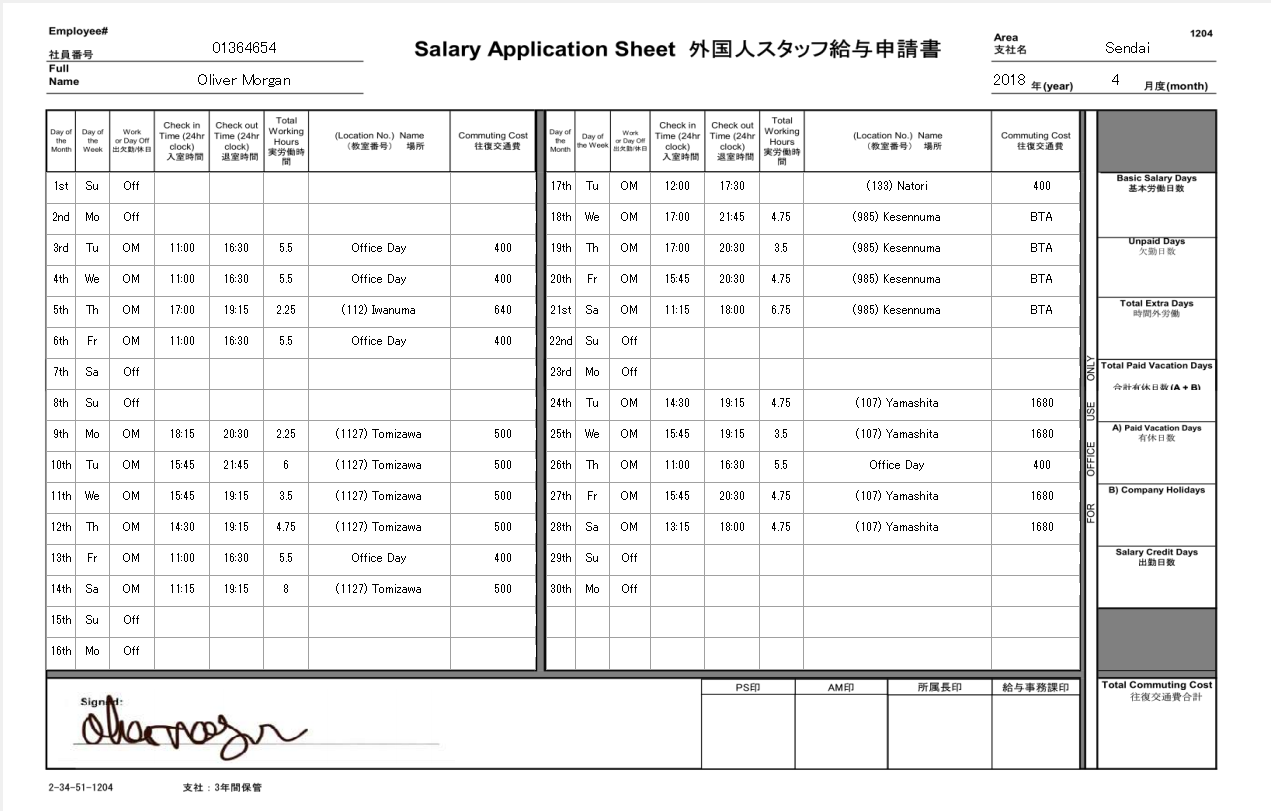 Employee#
社員番号 01364654
Full
Name Oliver Morgan
Salary Application Sheet 外国人スタッフ給与申請書
1204
Area
支社名 Sendai
2018 年(year) 4 月度(month)
Day of the Month Day of the Week Work or Day Off 出欠勤/休日 Check in Time (24hr clock) 入室時間 Check out Time (24hr clock) 退室時間 Total Working Hours 実労働時間 (Location No.) Name (教室番号) 場所 Commuting Cost 往復交通費
1st Su Off
2nd Mo Off
3rd Tu OM 11:00 16:30 5.5 Office Day 400
4th We OM 11:00 16:30 5.5 Office Day 400
5th Th OM 17:00 19:15 2.25 (112) Iwanuma 640
6th Fr OM 11:00 16:30 5.5 Office Day 400
7th Sa Off
8th Su Off
9th Mo OM 18:15 20:30 2.25 (1127) Tomizawa 500
10th Tu OM 15:45 21:45 6 (1127) Tomizawa 500
11th We OM 15:45 19:15 3.5 (1127) Tomizawa 500
12th Th OM 14:30 19:15 4.75 (1127) Tomizawa 500
13th Fr OM 11:00 16:30 5.5 Office Day 400
14th Sa OM 11:15 19:15 8 (1127) Tomizawa 500
15th Su Off
16th Mo Off
Day of the Month Day of the Week Work or Day Off 出欠勤/休日 Check in Time (24hr clock) 入室時間 Check out Time (24hr clock) 退室時間 Total Working Hours 実労働時間 (Location No.) Name (教室番号) 場所 Commuting Cost 往復交通費
17th Tu OM 12:00 17:30 (133) Natori 400
18th We OM 17:00 21:45 4.75 (985) Kesennuma BTA
19th Th OM 17:00 20:30 3.5 (985) Kesennuma BTA
20th Fr OM 15:45 20:30 4.75 (985) Kesennuma BTA
21st Sa OM 11:15 18:00 6.75 (985) Kesennuma BTA
22nd Su Off
23rd Mo Off
24th Tu OM 14:30 19:15 4.75 (107) Yamashita 1680
25th We OM 15:45 19:15 3.5 (107) Yamashita 1680
26th Th OM 11:00 16:30 5.5 Office Day 400
27th Fr OM 15:45 20:30 4.75 (107) Yamashita 1680
28th Sa OM 13:15 18:00 4.75 (107) Yamashita 1680
29th Su Off
30th Mo Off
FOR OFFICE USE ONLY
Basic Salary Days
基本労働日数
Unpaid Days
欠勤日数
Total Extra Days
時間外労働
Total Paid Vacation Days
合計有休日数(A + B)
A) Paid Vacation Days
有休日数
B) Company Holidays
Salary Credit Days
出勤日数
Total Commuting Cost
往復交通費合計
Signed:
PS印 AM印 所属長印 給与事務課印
2-34-51-1204 支社：3年間保管